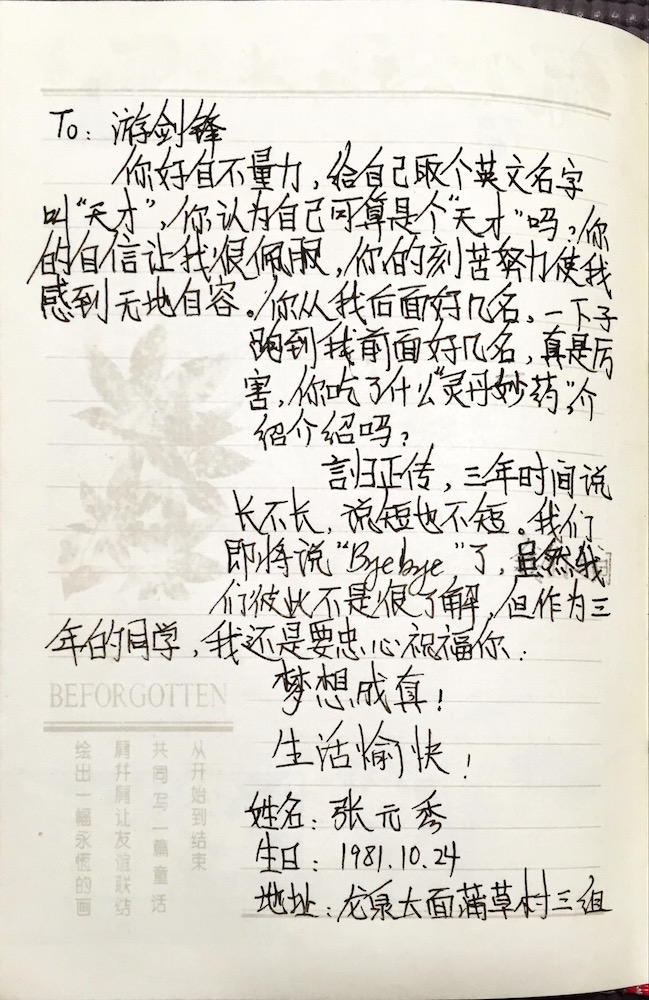 To：游剑锋
你好自不量力，给自己取个英文名字
叫“天才”，你认为自己可算是个“天才”吗？你
的自信让我很佩服，你的刻苦努力使我
感到无地自容。你从我后面好几名，一下子
跑到我前面好几名，真是厉
害，你吃了什么“灵丹妙药”介
绍介绍吗？
言归正传，三年时间说
长不长，说短也不短。我们
即将说“Byebye”了，虽然我
们彼此不是很了解，但作为三
年的同学，我还是要忠心祝福你：
梦想成真！
生活愉快！
姓名：张元秀
生日：1981.10.24
地址：龙泉大面蒲草村三组
BEFORGOTTEN
从开始到结束
共同写一篇童话
肩并肩让友谊联结
绘出一幅永恒的画